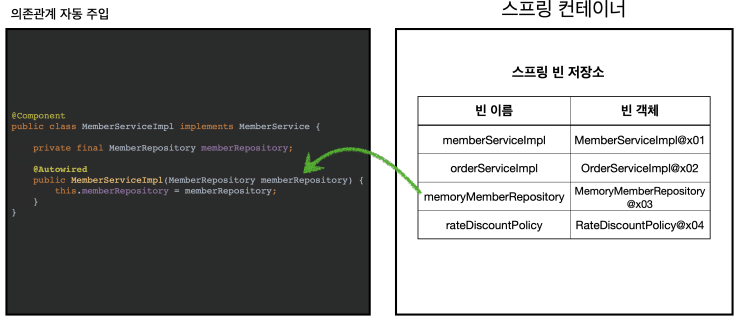 의존관계 자동 주입
@Component
public class MemberServiceImpl implements MemberService {
private final MemberRepository memberRepository;
@Autowired
public MemberServiceImpl(MemberRepository memberRepository) {
this.memberRepository = memberRepository;
}
}
스프링 컨테이너
스프링 빈 저장소
빈 이름 빈 객체
memberServiceImpl MemberServiceImpl@x01
orderServiceImpl OrderServiceImpl@x02
memoryMemberRepository MemoryMemberRepository
@x03
rateDiscountPolicy RateDiscountPolicy@x04